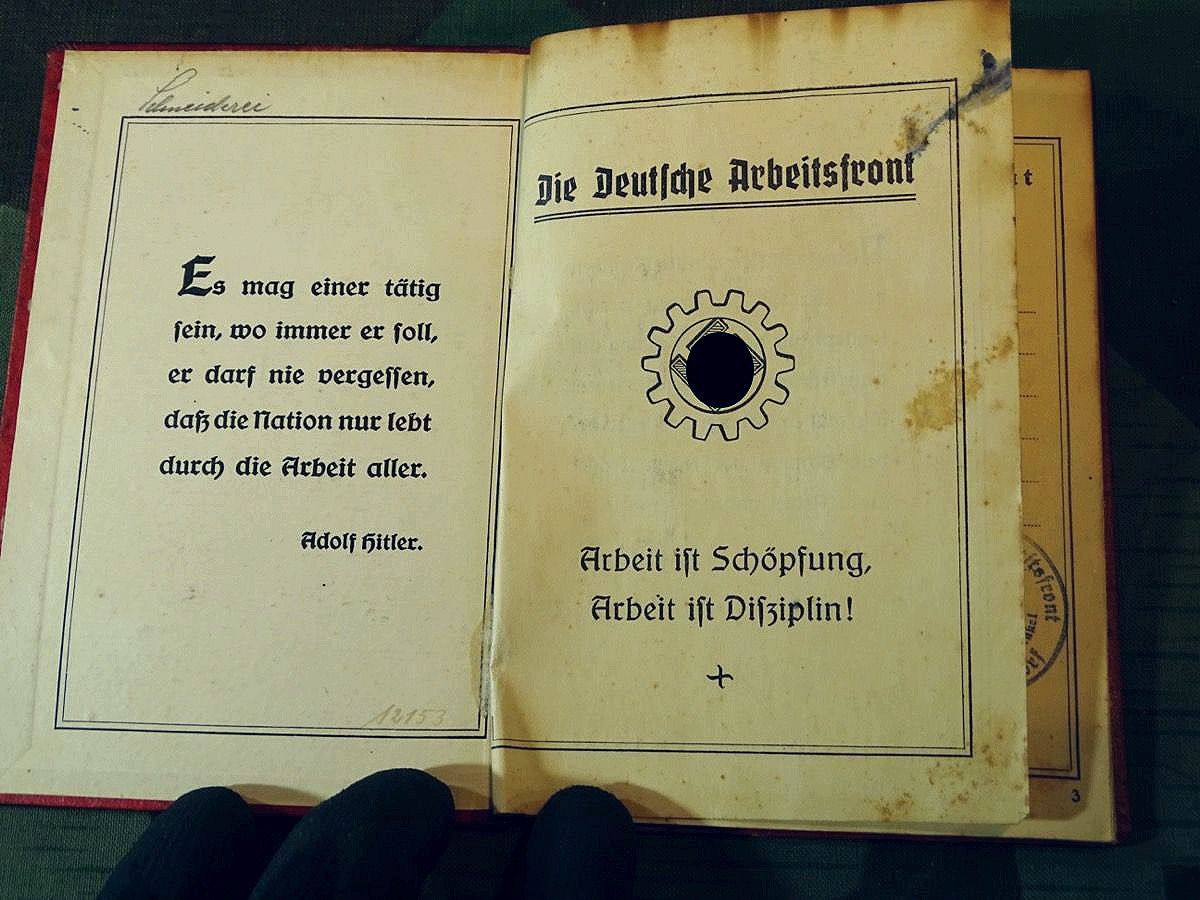 Schneiderei
Es mag einer tätig
ſein, wo immer er ſoll,
er darf nie vergeſſen,
daß die Nation nur lebt
durch die Arbeit aller.
Adolf Hitler.
12153
Die Deutſche Arbeitsfront
Arbeit iſt Schöpfung,
Arbeit iſt Diſziplin!
3